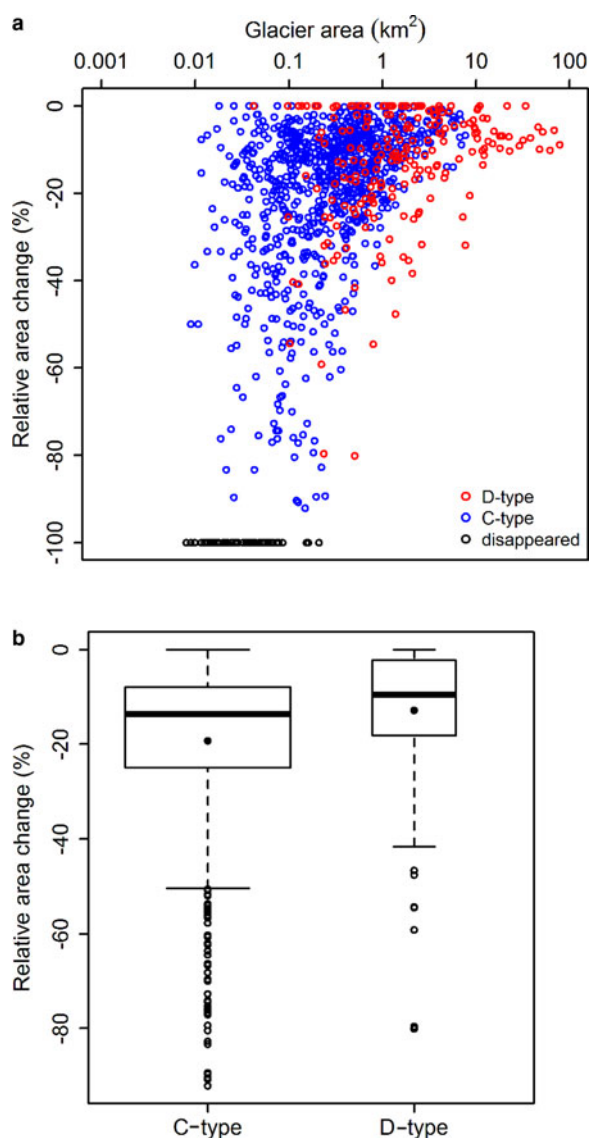 a
Glacier area (km²)
0.001 0.01 0.1 1 10 100
Relative area change (%)
0
20
-40
-60
-80
-100
D-type
C-type
disappeared
b
Relative area change (%)
0
-20
-40
-60
-80
C-type D-type